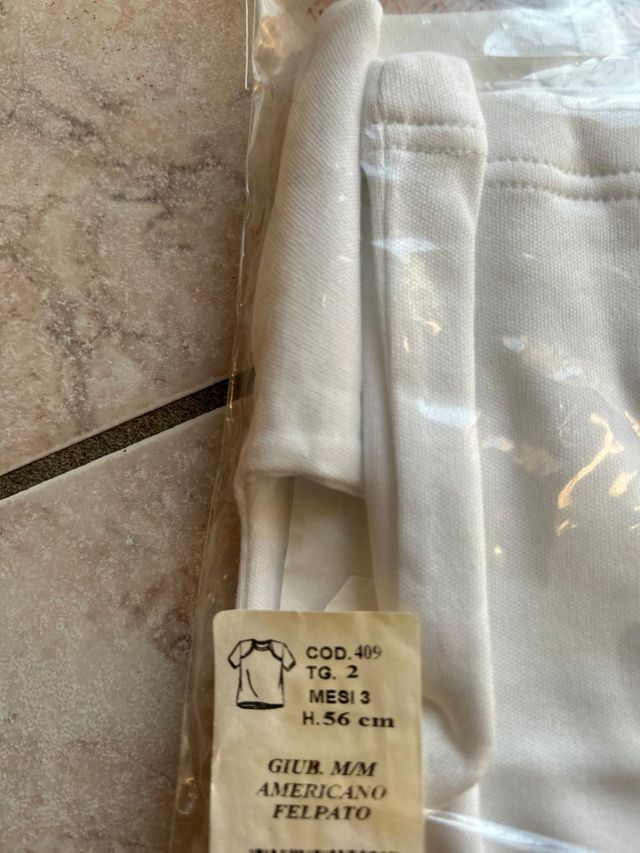 COD. 409
TG. 2
MESI 3
H. 56 cm
GIUB. M/M
AMERICANO
FELPATO